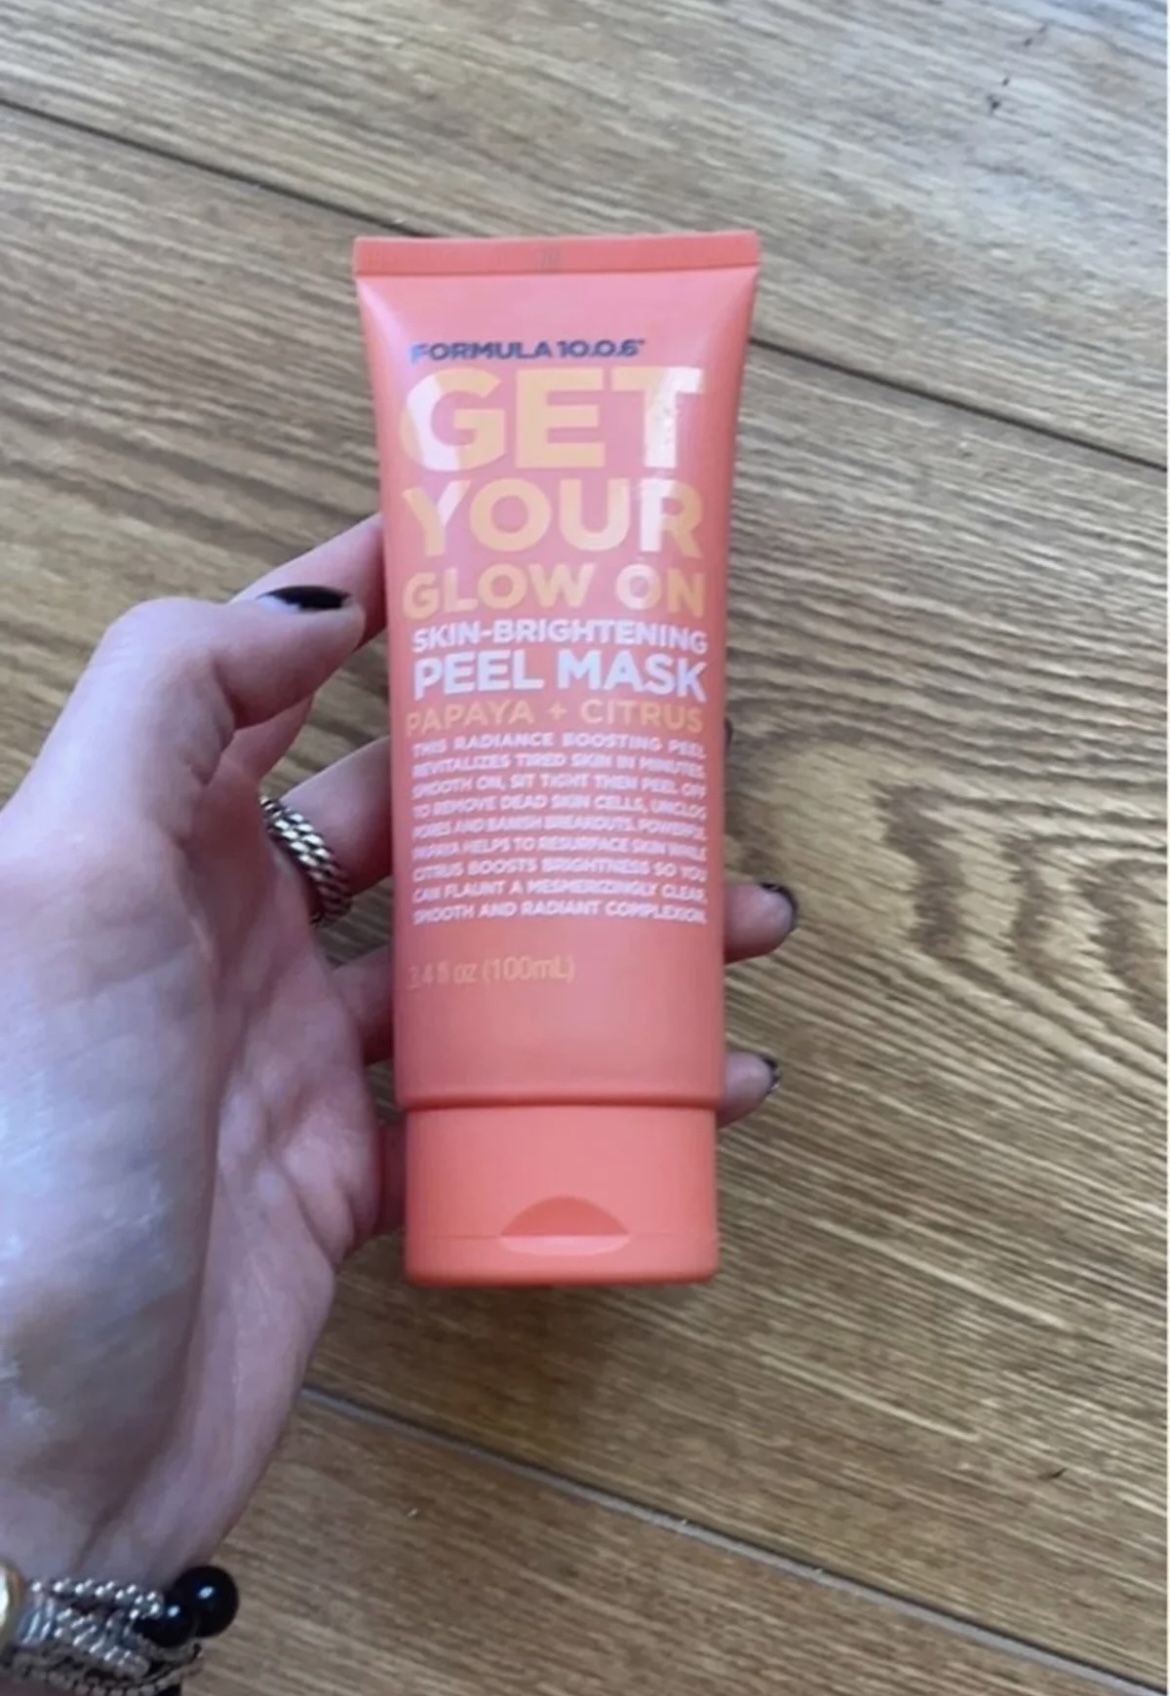 FORMULA 10.0.6™
GET
YOUR
GLOW ON
SKIN-BRIGHTENING
PEEL MASK
PAPAYA + CITRUS
THIS RADIANCE BOOSTING PEEL
REVITALIZES TIRED SKIN IN MINUTES.
SMOOTH ON, SIT TIGHT THEN PEEL OFF
TO REMOVE DEAD SKIN CELLS, UNCLOG
PORES AND BANISH BREAKOUTS. POWERFUL
PAPAYA HELPS TO RESURFACE SKIN WHILE
CITRUS BOOSTS BRIGHTNESS SO YOU
CAN FLAUNT A MESMERIZINGLY CLEAR,
SMOOTH AND RADIANT COMPLEXION.
3.4 fl oz (100mL)